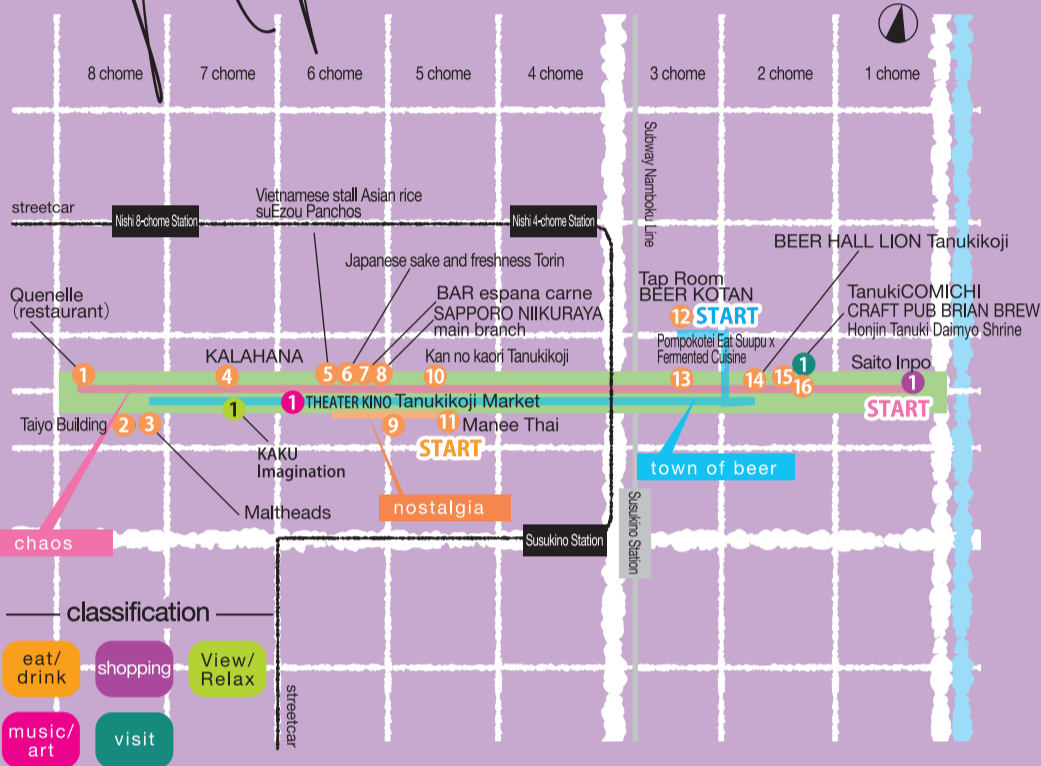 8 chome
7 chome
6 chome
5 chome
4 chome
3 chome
2 chome
1 chome
Subway Namboku Line
streetcar
Nishi 8-chome Station
Vietnamese stall Asian rice
suEzou Panchos
Nishi 4-chome Station
BEER HALL LION Tanukikoji
Japanese sake and freshness Torin
Tap Room
BEER KOTAN
12 START
Quenelle
(restaurant)
BAR espana carne
SAPPORO NIIKURAYA
main branch
TanukiCOMICHI
CRAFT PUB BRIAN BREW
Honjin Tanuki Daimyo Shrine
KALAHANA
Kan no kaori Tanukikoji
Pompokotei Eat Suupu x
Fermented Cuisine
Saito Inpo
1
4
5
6
7
8
10
13
14
15
1
16
1
START
1
1 THEATER KINO Tanukikoji Market
Taiyo Building 2
3
9
11 Manee Thai
START
KAKU
Imagination
town of beer
Maltheads
nostalgia
chaos
Susukino Station
Susukino Station
classification
eat/
drink
shopping
View/
Relax
music/
art
visit
streetcar